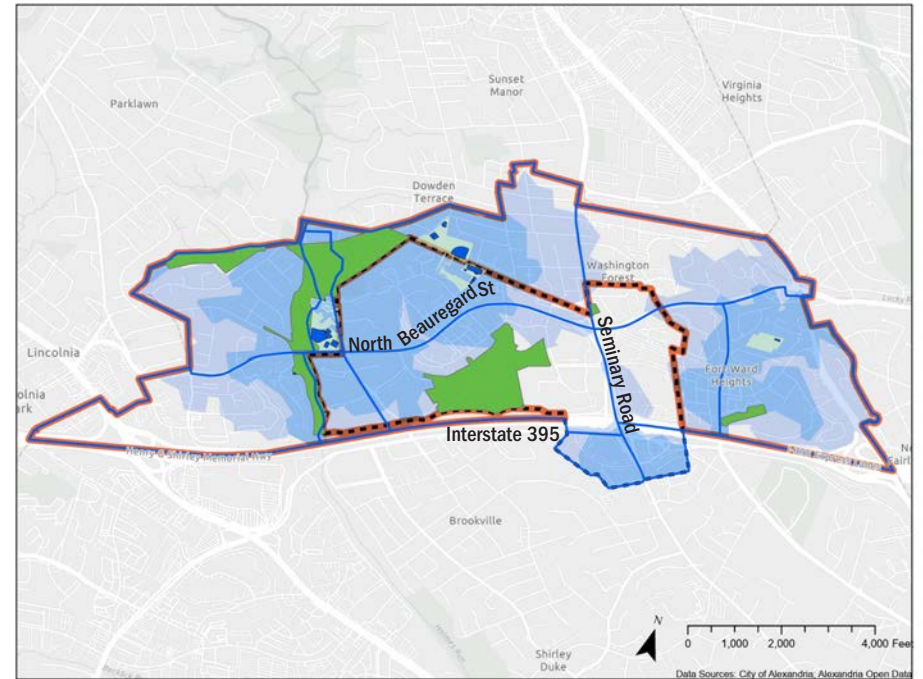 Sunset
Manor
Virginia
Heights
Parklawn
Dowden
Terrace
Washington
Forest
North Beauregard St
Seminary Road
Lincolnia
Fort Ward
Heights
Interstate 395
Henry G Shirley Memorial Hwy
Brookville
N
0 1,000 2,000 4,000 Feet
Shirley
Duke
Data Sources: City of Alexandria; Alexandria Open Data